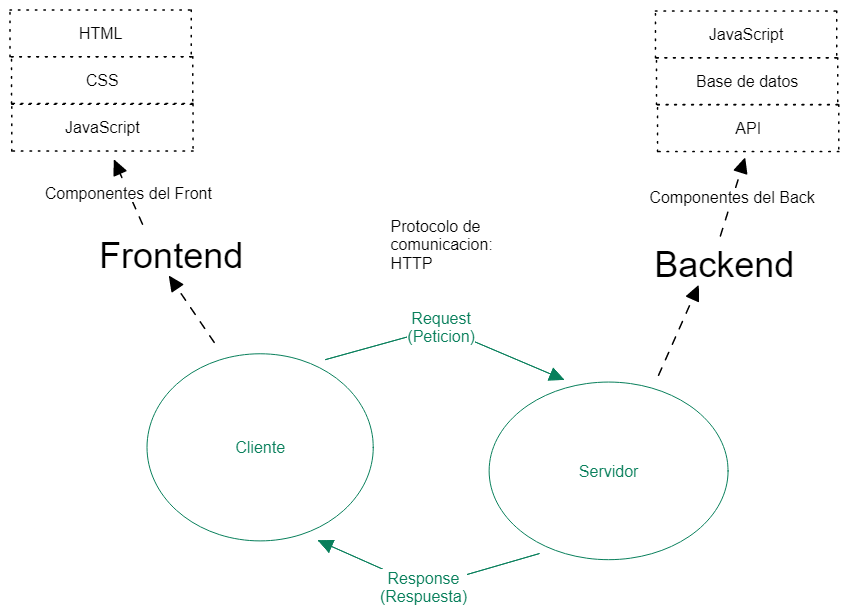 HTML
CSS
JavaScript
Componentes del Front
Frontend
JavaScript
Base de datos
API
Componentes del Back
Backend
Protocolo de
comunicacion:
HTTP
Request
(Peticion)
Cliente
Servidor
Response
(Respuesta)